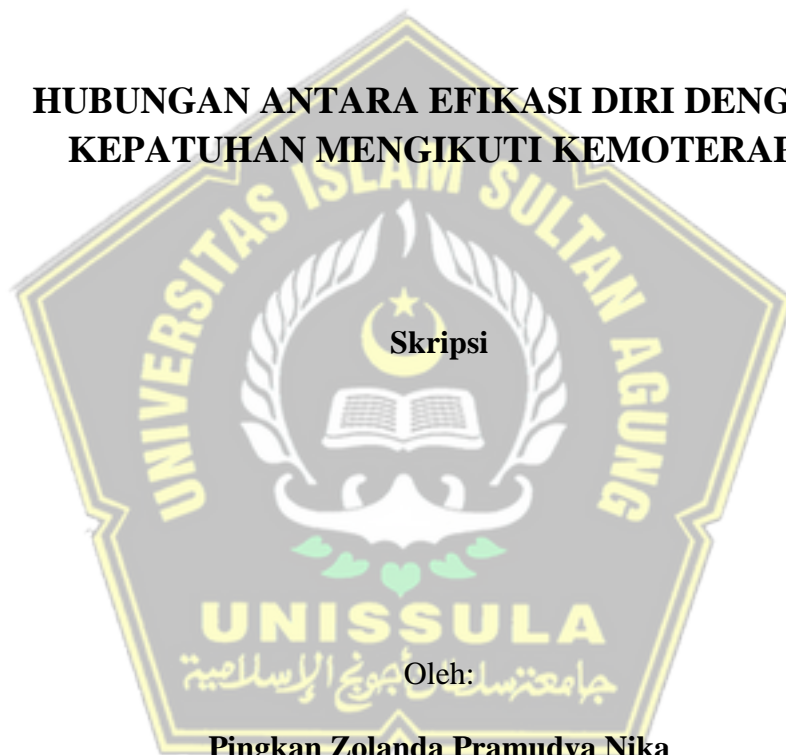 HUBUNGAN ANTARA EFIKASI DIRI DENG
KEPATUHAN MENGIKUTI KEMOTERAP
UNIVERSITAS ISLAM SULTAN AGUNG
Skripsi
UNISSULA
جامعة سلطان أجونج الإسلامية
Oleh:
Pingkan Zolanda Pramudya Nika